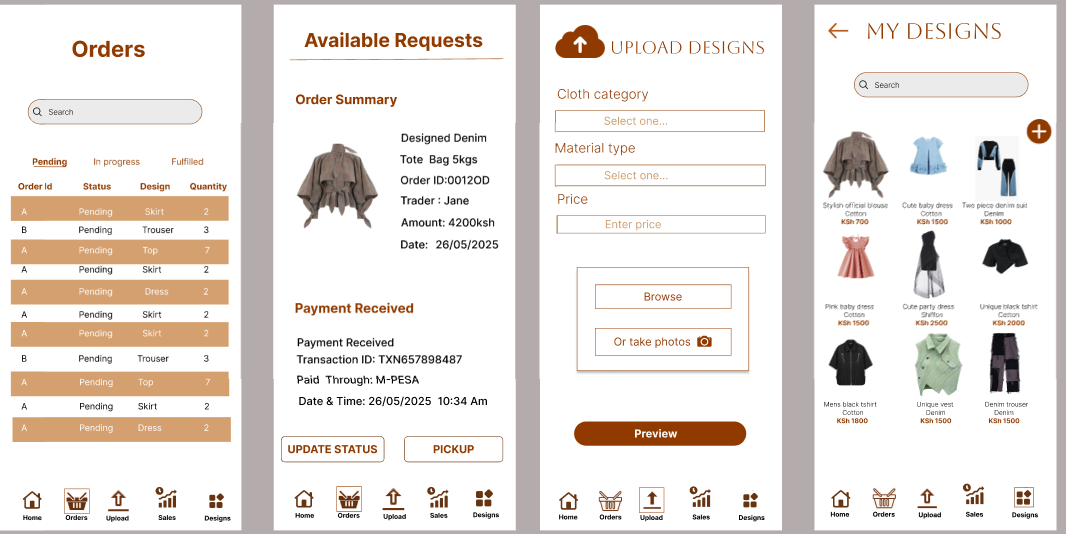 Orders
Search
Pending In progress Fulfilled
Order Id Status Design Quantity
A Pending Skirt 2
B Pending Trouser 3
A Pending Top 7
A Pending Skirt 2
A Pending Dress 2
A Pending Skirt 2
A Pending Skirt 2
B Pending Trouser 3
A Pending Top 7
A Pending Skirt 2
A Pending Dress 2
Home Orders Upload Sales Designs
Available Requests
Order Summary
Designed Denim
Tote Bag 5kgs
Order ID:0012OD
Trader : Jane
Amount: 4200ksh
Date: 26/05/2025
Payment Received
Payment Received
Transaction ID: TXN657898487
Paid Through: M-PESA
Date & Time: 26/05/2025 10:34 Am
UPDATE STATUS PICKUP
Home Orders Upload Sales Designs
UPLOAD DESIGNS
Cloth category
Select one...
Material type
Select one...
Price
Enter price
Browse
Or take photos
Preview
Home Orders Upload Sales Designs
MY DESIGNS
Search
Stylish official blouse Cute baby dress Two piece denim suit
Cotton Cotton Denim
KSh 700 KSh 1500 KSh 1000
Pink baby dress Cute party dress Unique black tshirt
Cotton Shiffon Cotton
KSh 1500 KSh 2500 KSh 2000
Mens black tshirt Unique vest Denim trouser
Cotton Denim Denim
KSh 1800 KSh 1500 KSh 1500
Home Orders Upload Sales Designs